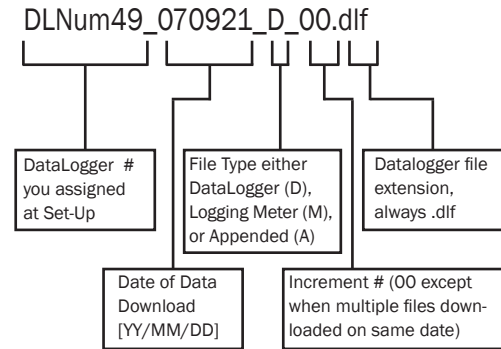 DLNum49_070921_D_00.dlf
DataLogger #
you assigned
at Set-Up
File Type either
DataLogger (D),
Logging Meter (M),
or Appended (A)
Datalogger file
extension,
always .dlf
Date of Data
Download
[YY/MM/DD]
Increment # (00 except
when multiple files down-
loaded on same date)